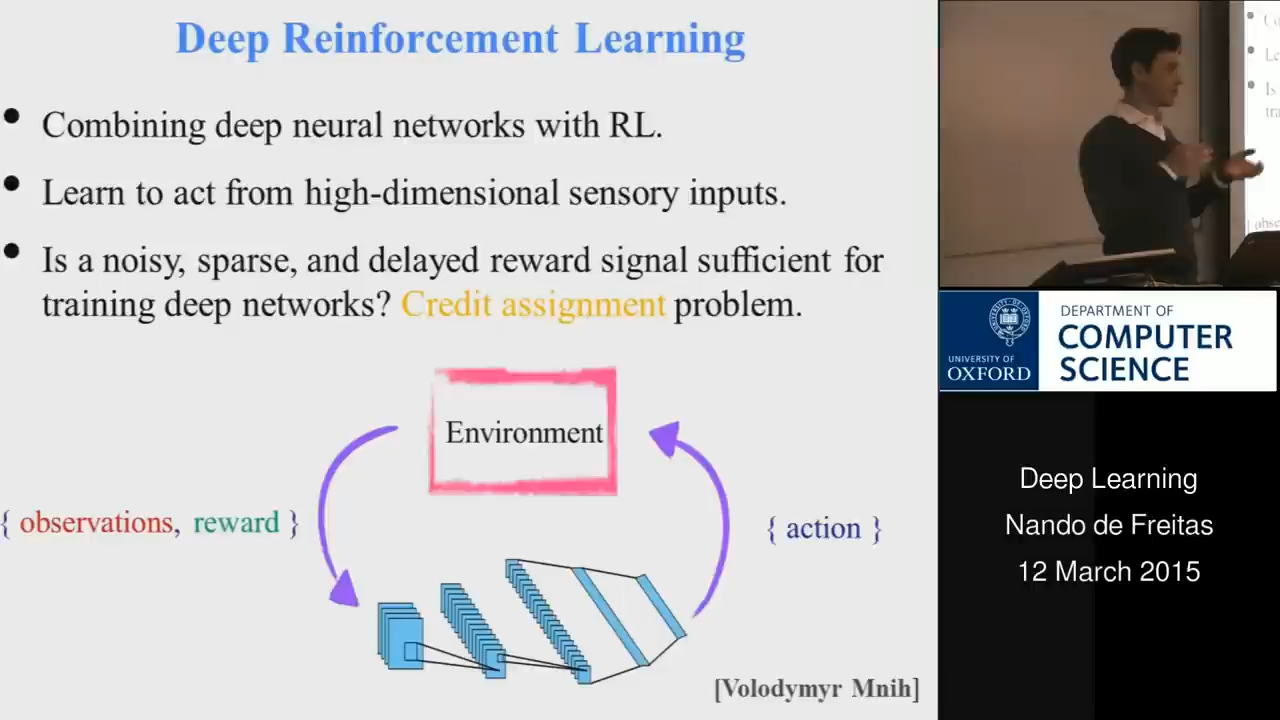 Deep Reinforcement Learning
• Combining deep neural networks with RL.
• Learn to act from high-dimensional sensory inputs.
• Is a noisy, sparse, and delayed reward signal sufficient for
training deep networks? Credit assignment problem.
Environment
{ observations, reward }
{ action }
[Volodymyr Mnih]
UNIVERSITY OF
OXFORD
DEPARTMENT OF
COMPUTER
SCIENCE
Deep Learning
Nando de Freitas
12 March 2015